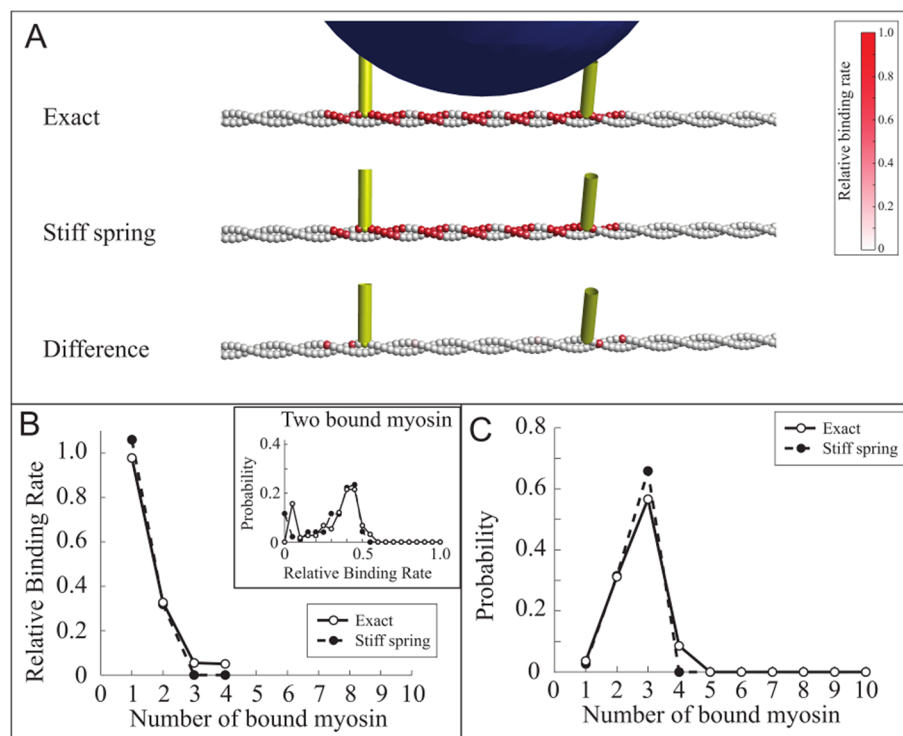 A
Exact
Stiff spring
Difference
Relative binding rate
1.0
0.8
0.6
0.4
0.2
0
B
Relative Binding Rate
1.0
0.8
0.6
0.4
0.2
0
0 1 2 3 4 5 6 7 8 9 10
Number of bound myosin
Two bound myosin
Probability
0.4
0.2
0
0 0.5 1.0
Relative Binding Rate
Exact
Stiff spring
C
Probability
0.8
0.6
0.4
0.2
0
0 1 2 3 4 5 6 7 8 9 10
Number of bound myosin
Exact
Stiff spring